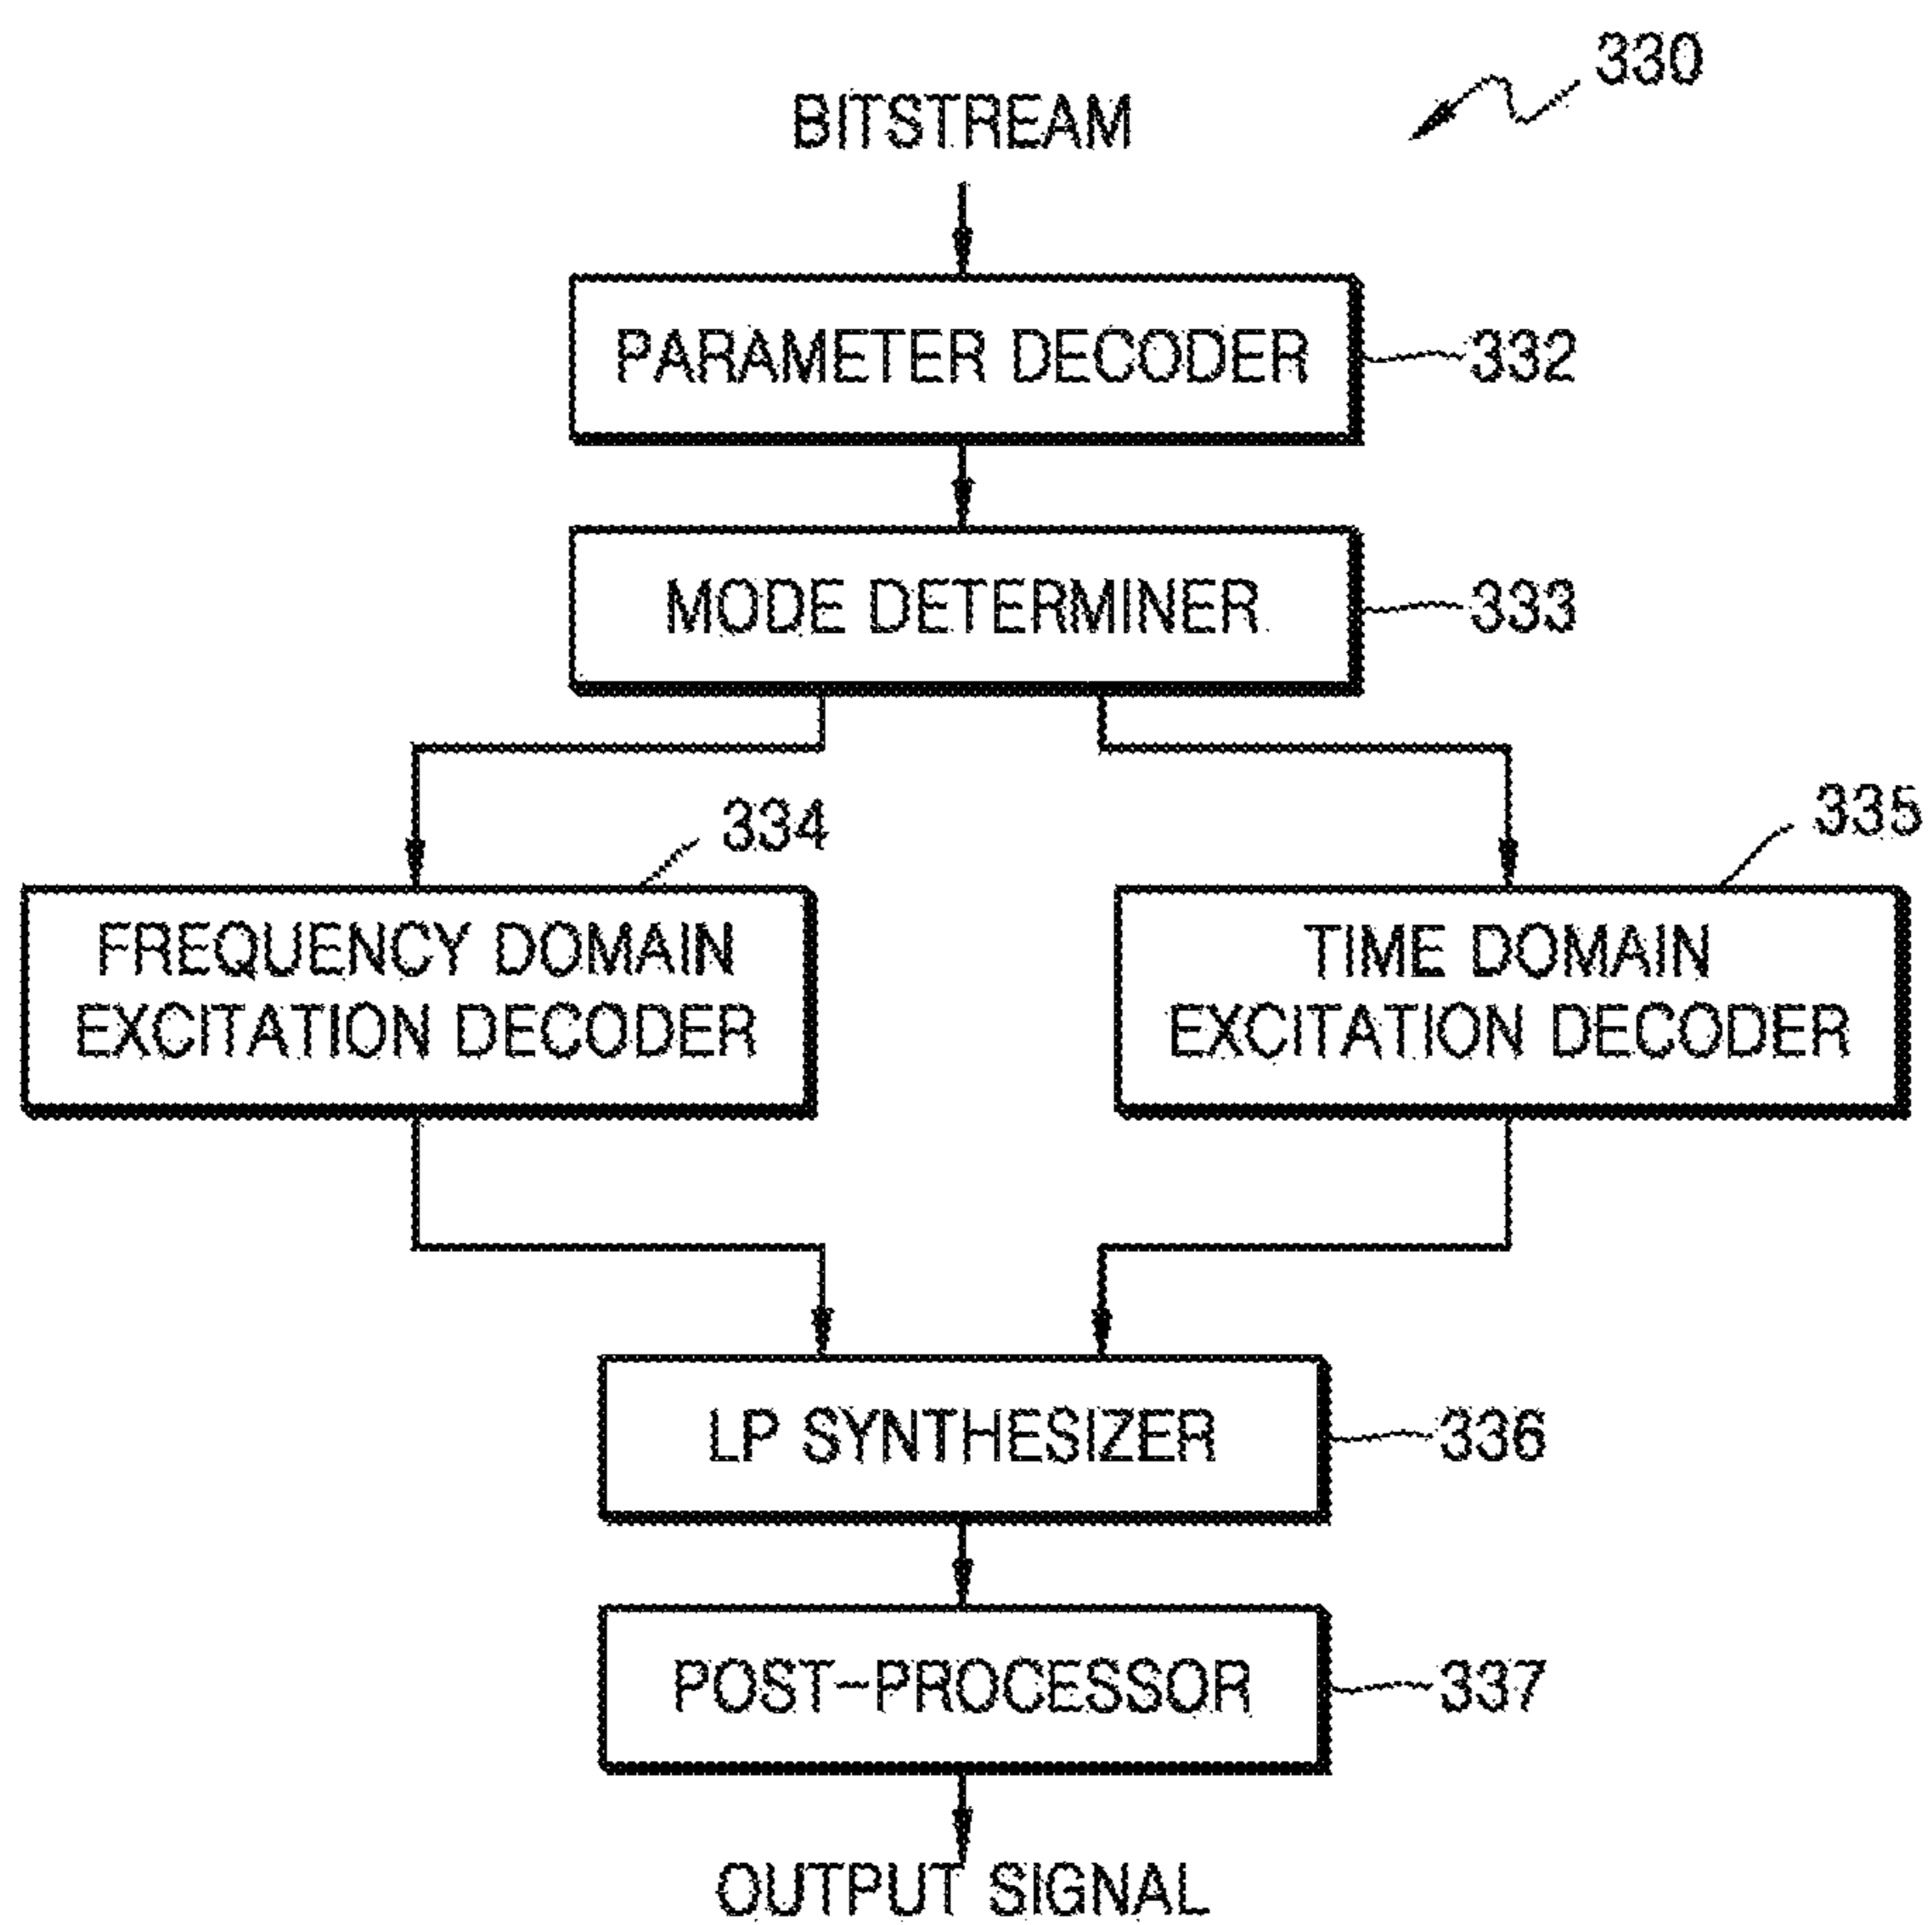 330
BITSTREAM
PARAMETER DECODER
332
MODE DETERMINER
333
334
335
FREQUENCY DOMAIN
EXCITATION DECODER
TIME DOMAIN
EXCITATION DECODER
LP SYNTHESIZER
336
POST-PROCESSOR
337
OUTPUT SIGNAL